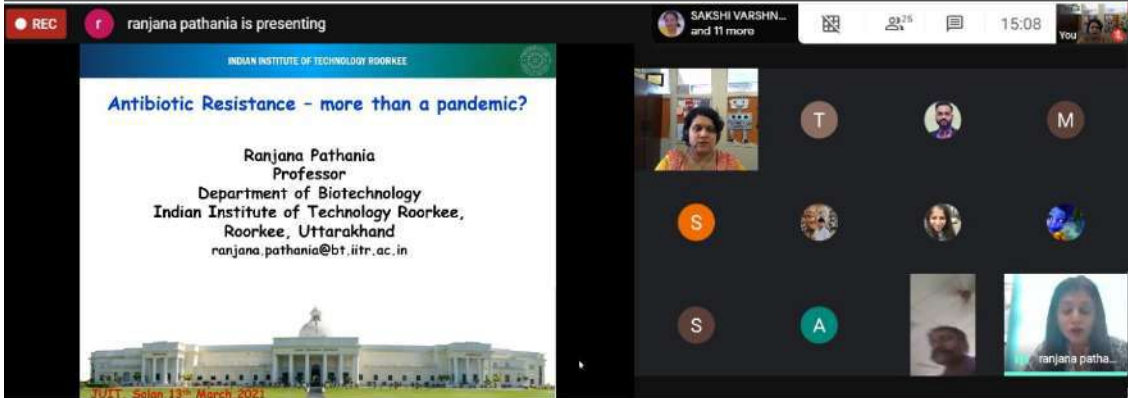 REC
r
ranjana pathania is presenting
SAKSHI VARSHN...
and 11 more
25
15:08
You
INDIAN INSTITUTE OF TECHNOLOGY ROORKEE
Antibiotic Resistance - more than a pandemic?
Ranjana Pathania
Professor
Department of Biotechnology
Indian Institute of Technology Roorkee,
Roorkee, Uttarakhand
ranjana.pathania@bt.iitr.ac.in
JUIT, Solan 13th March 2021
T
M
S
S
A
ranjana patha...